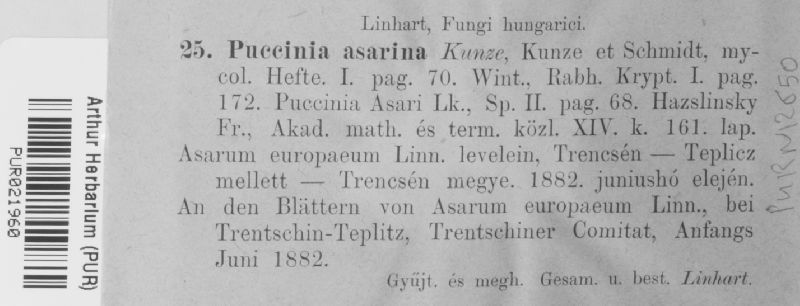 Linhart, Fungi hungarici.
25. Puccinia asarina Kunze, Kunze et Schmidt, my-
col. Hefte. I. pag. 70. Wint., Rabh. Krypt. I. pag.
172. Puccinia Asari Lk., Sp. II. pag. 68. Hazslinsky
Fr., Akad. math. és term. közl. XIV. k. 161. lap.
Asarum europaeum Linn. levelein, Trencsén — Teplicz
mellett — Trencsén megye. 1882. juniushó elején.
An den Blättern von Asarum europaeum Linn., bei
Trentschin-Teplitz, Trentschiner Comitat, Anfangs
Juni 1882.
Gyűjt. és megh. Gesam. u. best. Linhart.
Arthur Herbarium (PUR)
PUR021960
PURN12650